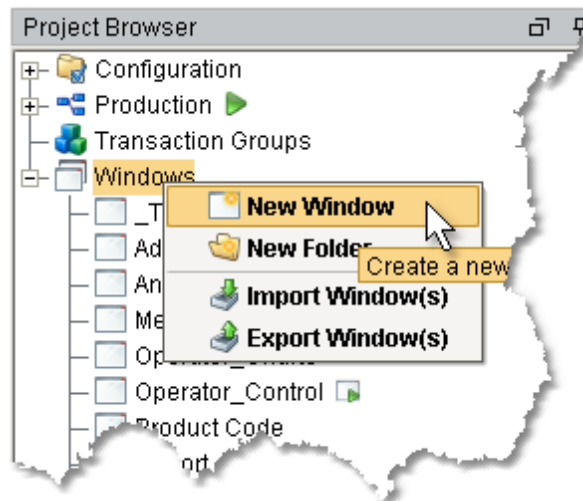 Project Browser
Configuration
Production
Transaction Groups
Windows
New Window
New Folder
Create a new
Import Window(s)
Export Window(s)
Operator_Control
Product Code